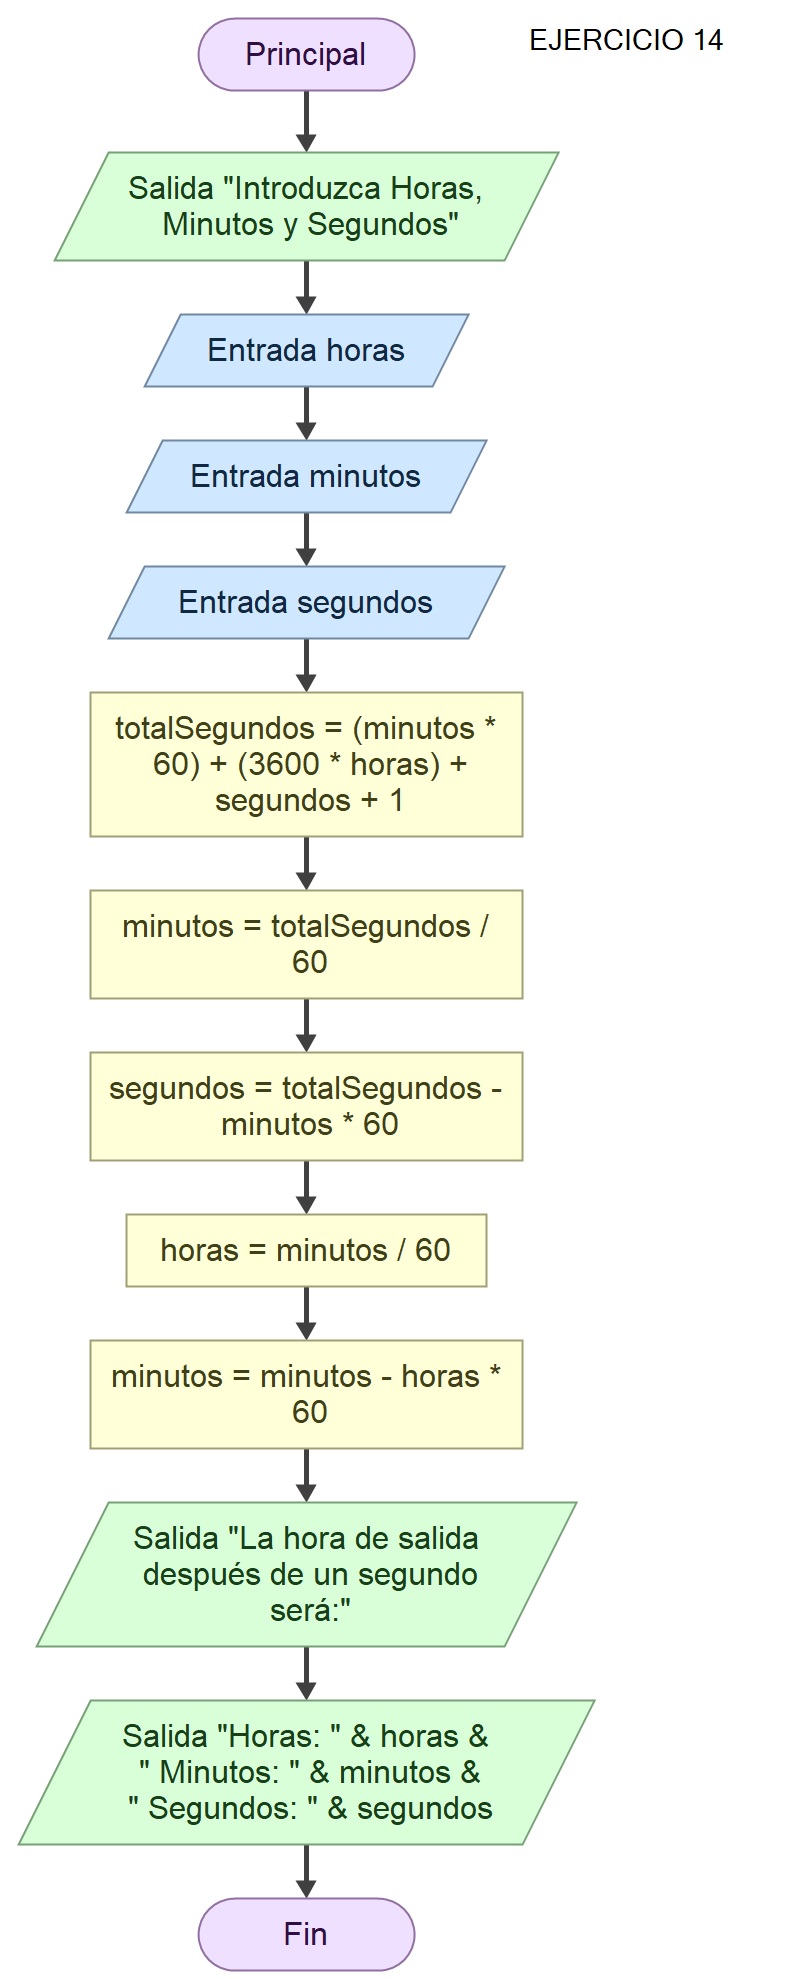 Principal
EJERCICIO 14
Salida "Introduzca Horas,
Minutos y Segundos"
Entrada horas
Entrada minutos
Entrada segundos
totalSegundos = (minutos *
60) + (3600 * horas) +
segundos + 1
minutos = totalSegundos /
60
segundos = totalSegundos -
minutos * 60
horas = minutos / 60
minutos = minutos - horas *
60
Salida "La hora de salida
después de un segundo
será:"
Salida "Horas: " & horas &
" Minutos: " & minutos &
" Segundos: " & segundos
Fin